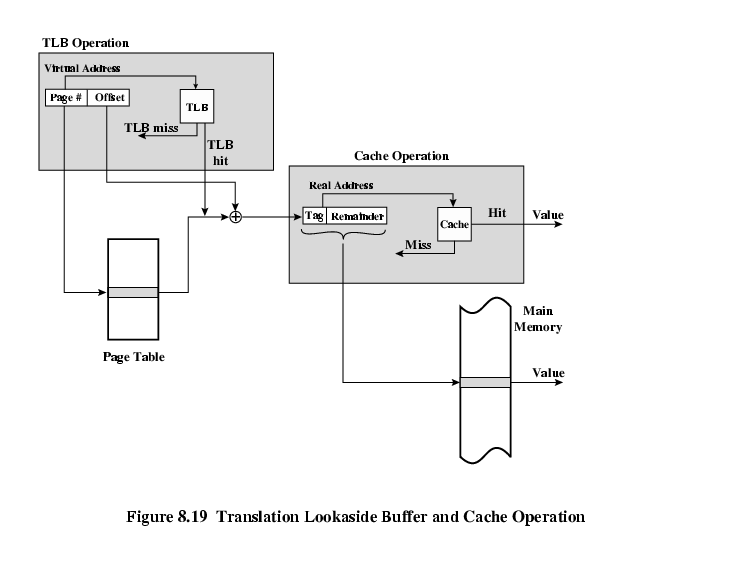 TLB Operation
Virtual Address
Page # Offset
TLB
TLB miss
TLB
hit
Cache Operation
Real Address
Tag Remainder
Cache
Hit
Value
Miss
Page Table
Main
Memory
Value
Figure 8.19 Translation Lookaside Buffer and Cache Operation